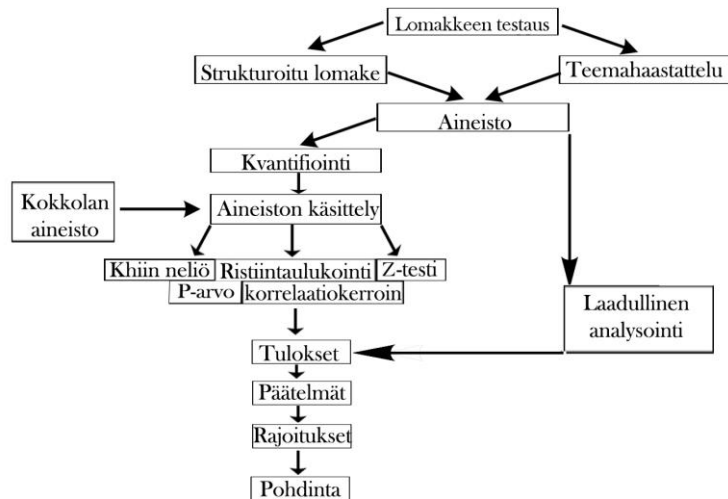 Lomakkeen testaus
Strukturoitu lomake
Teemahaastattelu
Aineisto
Kvantifiointi
Kokkolan
aineisto
Aineiston käsittely
Khiin neliö
Ristiintaulukointi
Z-testi
P-arvo
korrelaatiokerroin
Laadullinen
analysointi
Tulokset
Päätelmät
Rajoitukset
Pohdinta